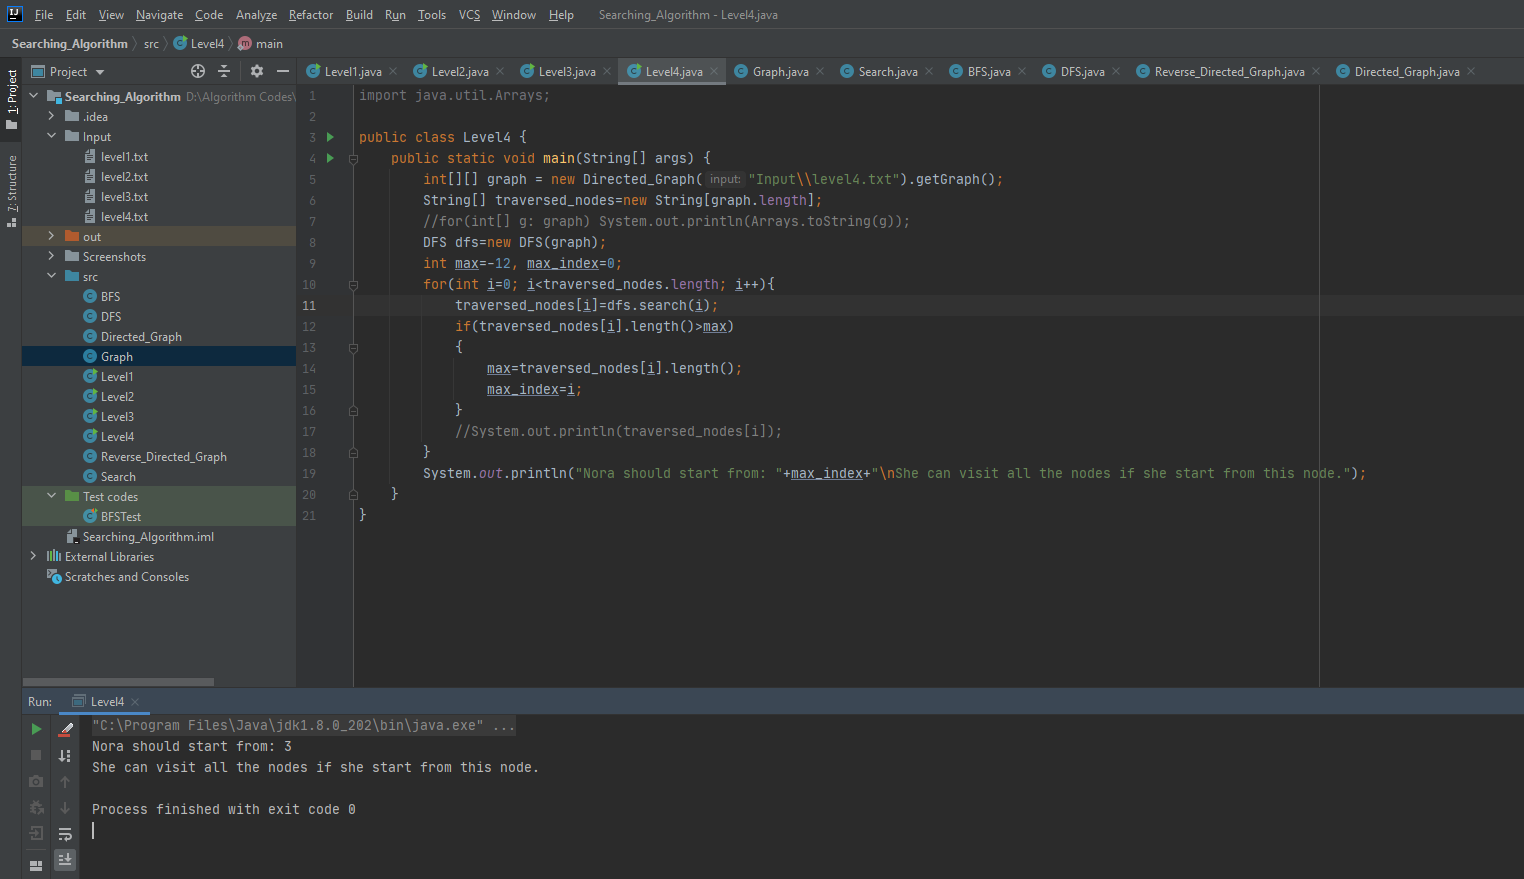 IJ File Edit View Navigate Code Analyze Refactor Build Run Tools VCS Window Help Searching_Algorithm - Level4.java
Searching_Algorithm src Level4 main
1: Project
7: Structure
Project
Searching_Algorithm D:\Algorithm Codes\
.idea
Input
level1.txt
level2.txt
level3.txt
level4.txt
out
Screenshots
src
BFS
DFS
Directed_Graph
Graph
Level1
Level2
Level3
Level4
Reverse_Directed_Graph
Search
Test codes
BFSTest
Searching_Algorithm.iml
External Libraries
Scratches and Consoles
Level1.java Level2.java Level3.java Level4.java Graph.java Search.java BFS.java DFS.java Reverse_Directed_Graph.java Directed_Graph.java
1 import java.util.Arrays;
2
3 public class Level4 {
4 public static void main(String[] args) {
5 int[][] graph = new Directed_Graph( input: "Input\\level4.txt").getGraph();
6 String[] traversed_nodes=new String[graph.length];
7 //for(int[] g: graph) System.out.println(Arrays.toString(g));
8 DFS dfs=new DFS(graph);
9 int max=-12, max_index=0;
10 for(int i=0; i<traversed_nodes.length; i++){
11 traversed_nodes[i]=dfs.search(i);
12 if(traversed_nodes[i].length()>max)
13 {
14 max=traversed_nodes[i].length();
15 max_index=i;
16 }
17 //System.out.println(traversed_nodes[i]);
18 }
19 System.out.println("Nora should start from: "+max_index+"\nShe can visit all the nodes if she start from this node.");
20 }
21 }
Run: Level4
"C:\Program Files\Java\jdk1.8.0_202\bin\java.exe" ...
Nora should start from: 3
She can visit all the nodes if she start from this node.
Process finished with exit code 0